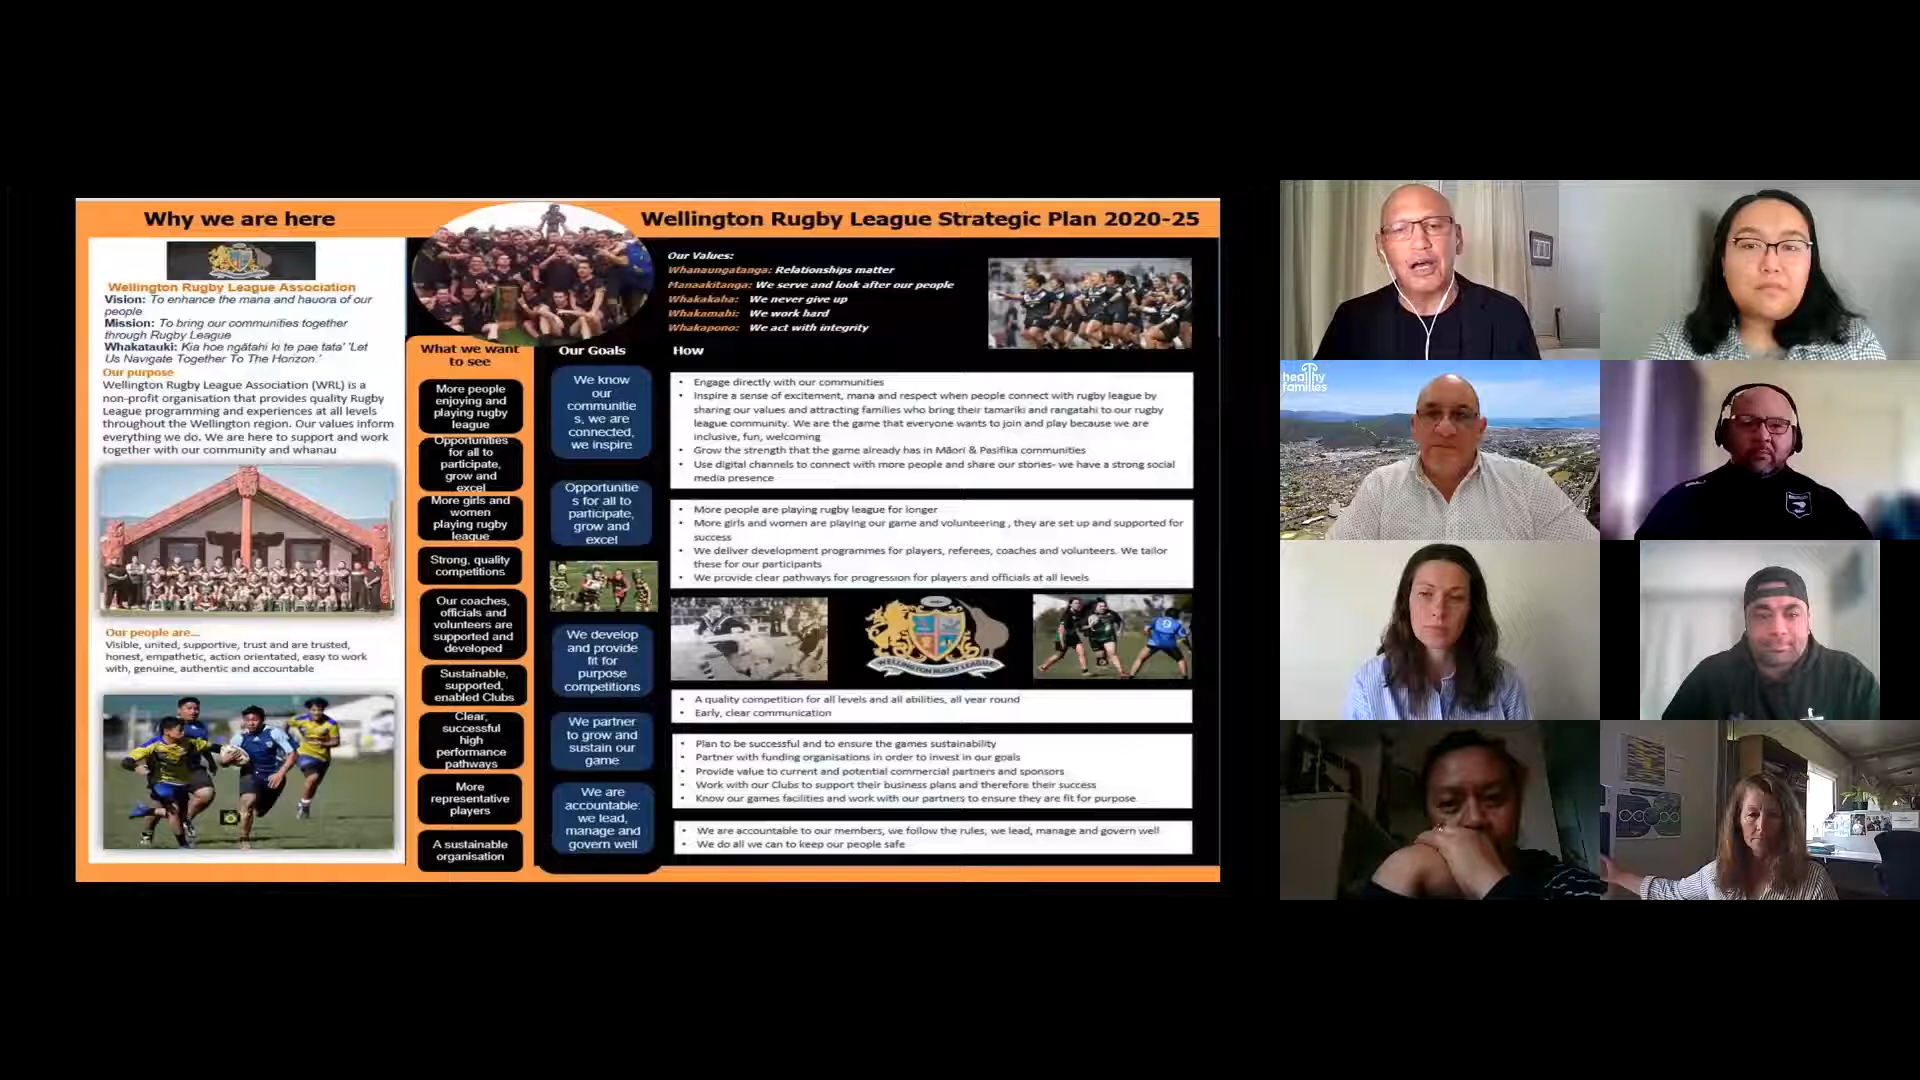 Why we are here
Wellington Rugby League Strategic Plan 2020-25
Wellington Rugby League Association
Vision: To enhance the mana and hauora of our
people
Mission: To bring our communities together
through Rugby League
Whakatauki: Kia hoe ngātahi ki te pae tata' 'Let
Us Navigate Together To The Horizon.'
Our purpose
Wellington Rugby League Association (WRL) is a
non-profit organisation that provides quality Rugby
League programming and experiences at all levels
throughout the Wellington region. Our values inform
everything we do. We are here to support and work
together with our community and whanau
Our people are...
Visible, united, supportive, trust and are trusted,
honest, empathetic, action orientated, easy to work
with, genuine, authentic and accountable
What we want
to see
More people
enjoying and
playing rugby
league
Opportunities
for all to
participate,
grow and
excel
More girls and
women
playing rugby
league
Strong, quality
competitions
Our coaches,
officials and
volunteers are
supported and
developed
Sustainable,
supported,
enabled Clubs
Clear,
successful
high
performance
pathways
More
representative
players
A sustainable
organisation
Our Goals
We know
our
communitie
s, we are
connected,
we inspire
Opportunitie
s for all to
participate,
grow and
excel
We develop
and provide
fit for
purpose
competitions
We partner
to grow and
sustain our
game
We are
accountable:
we lead,
manage and
govern well
Our Values:
Whanaungatanga: Relationships matter
Manaakitanga: We serve and look after our people
Whakakaha: We never give up
Whakamahi: We work hard
Whakapono: We act with integrity
How
• Engage directly with our communities
• Inspire a sense of excitement, mana and respect when people connect with rugby league by
sharing our values and attracting families who bring their tamariki and rangatahi to our rugby
league community. We are the game that everyone wants to join and play because we are
inclusive, fun, welcoming
• Grow the strength that the game already has in Māori & Pasifika communities
• Use digital channels to connect with more people and share our stories- we have a strong social
media presence
• More people are playing rugby league for longer
• More girls and women are playing our game and volunteering , they are set up and supported for
success
• We deliver development programmes for players, referees, coaches and volunteers. We tailor
these for our participants
• We provide clear pathways for progression for players and officials at all levels
WELLINGTON RUGBY LEAGUE
• A quality competition for all levels and all abilities, all year round
• Early, clear communication
• Plan to be successful and to ensure the games sustainability
• Partner with funding organisations in order to invest in our goals
• Provide value to current and potential commercial partners and sponsors
• Work with our Clubs to support their business plans and therefore their success
• Know our games facilities and work with our partners to ensure they are fit for purpose
• We are accountable to our members, we follow the rules, we lead, manage and govern well
• We do all we can to keep our people safe
healthy
families